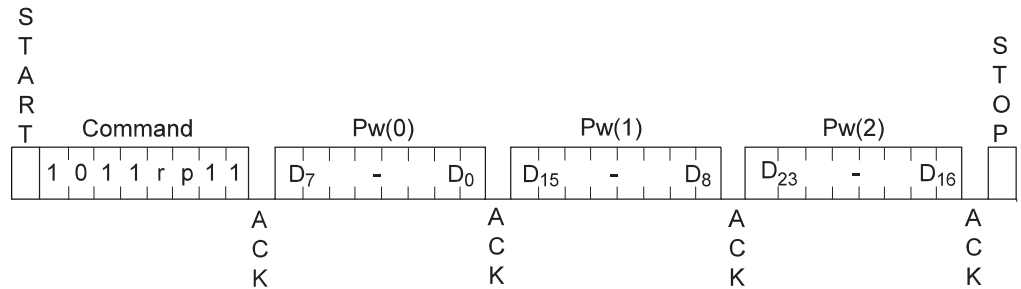 START
STOP
Command
Pw(0)
Pw(1)
Pw(2)
1 0 1 1 r p 1 1
D7 - D0
D15 - D8
D23 - D16
ACK
ACK
ACK
ACK